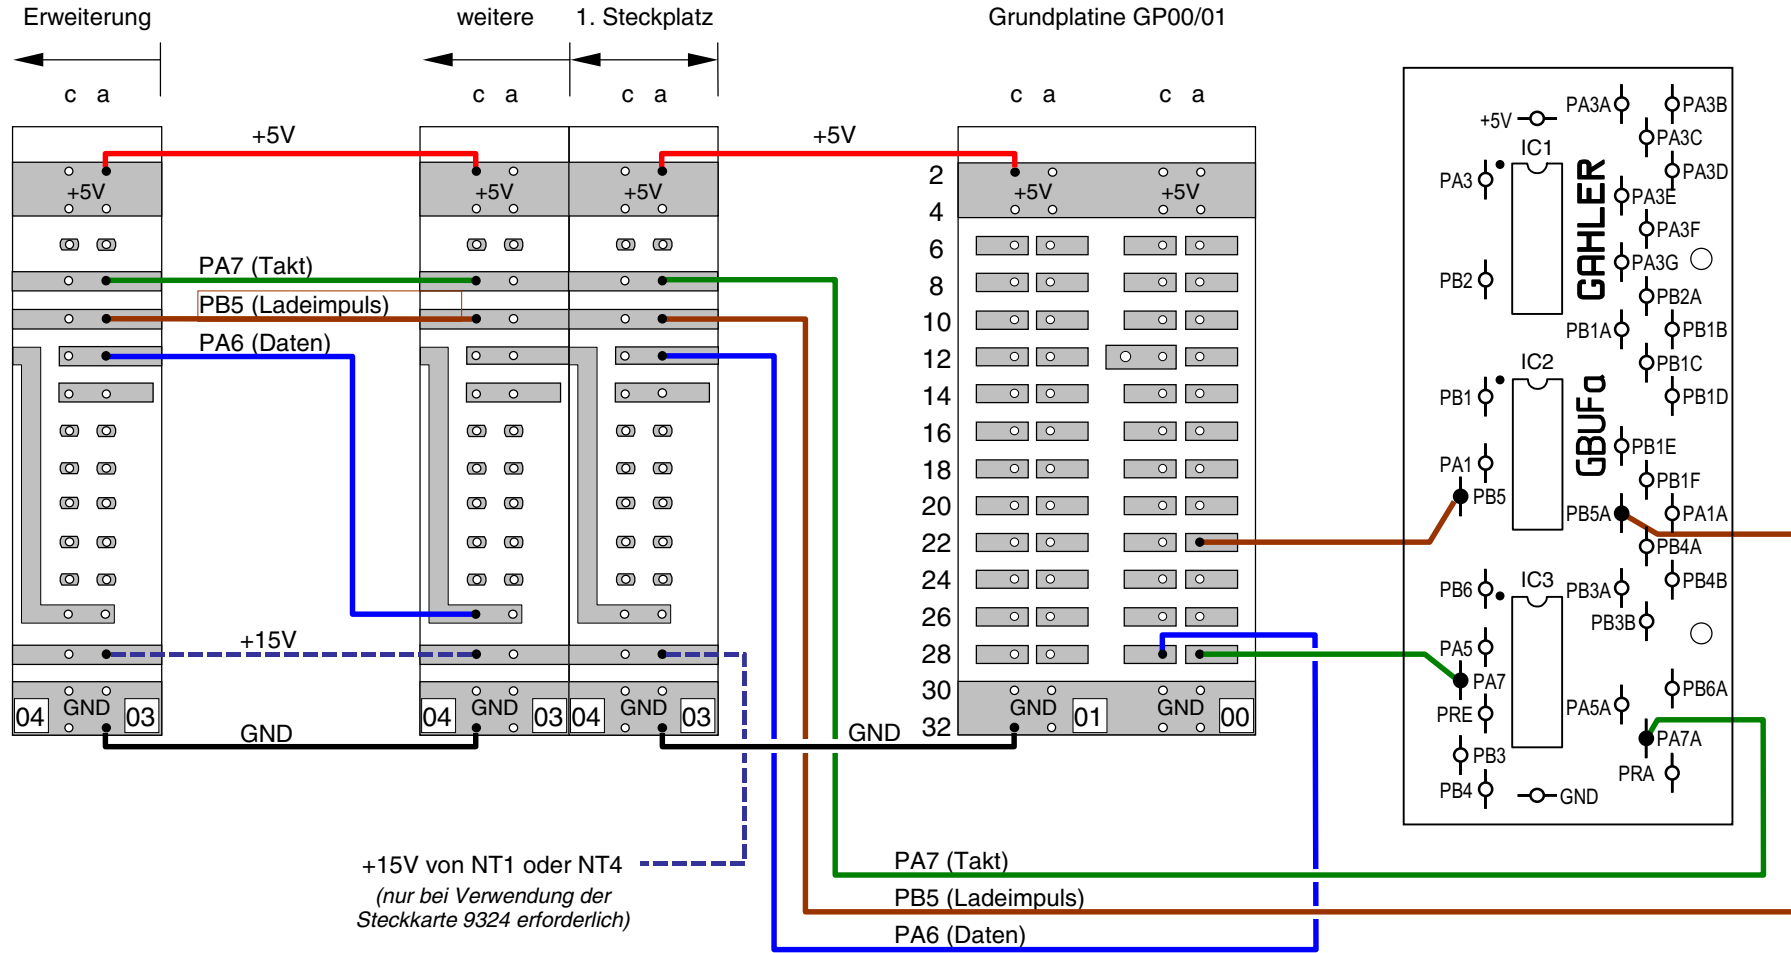 Erweiterung
weitere
1. Steckplatz
Grundplatine GP00/01
c a
c a
c a
c a
c a
+5V
+5V
+5V
+5V
+5V
+5V
+5V
2
4
6
8
10
12
14
16
18
20
22
24
26
28
30
32
PA7 (Takt)
PB5 (Ladeimpuls)
PA6 (Daten)
+15V
04
GND
03
GND
04
GND
03
04
GND
03
GND
GND
01
GND
00
+15V von NT1 oder NT4
(nur bei Verwendung der
Steckkarte 9324 erforderlich)
PA7 (Takt)
PB5 (Ladeimpuls)
PA6 (Daten)
+5V
IC1
PA3
PB2
IC2
PB1
PA1
PB5
IC3
PB6
PA5
PA7
PRE
PB3
PB4
GND
GAHLER
GBUFa
PA3A
PA3B
PA3C
PA3D
PA3E
PA3F
PA3G
PB2A
PB1A
PB1B
PB1C
PB1D
PB1E
PB1F
PB5A
PA1A
PB4A
PB4B
PB3A
PB3B
PB6A
PA5A
PA7A
PRA